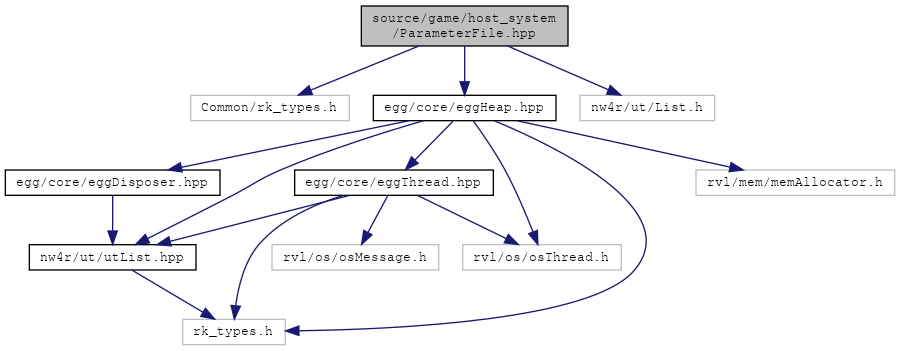 source/game/host_system
/ParameterFile.hpp
Common/rk_types.h
egg/core/eggHeap.hpp
nw4r/ut/List.h
egg/core/eggDisposer.hpp
egg/core/eggThread.hpp
rvl/mem/memAllocator.h
nw4r/ut/utList.hpp
rvl/os/osMessage.h
rvl/os/osThread.h
rk_types.h